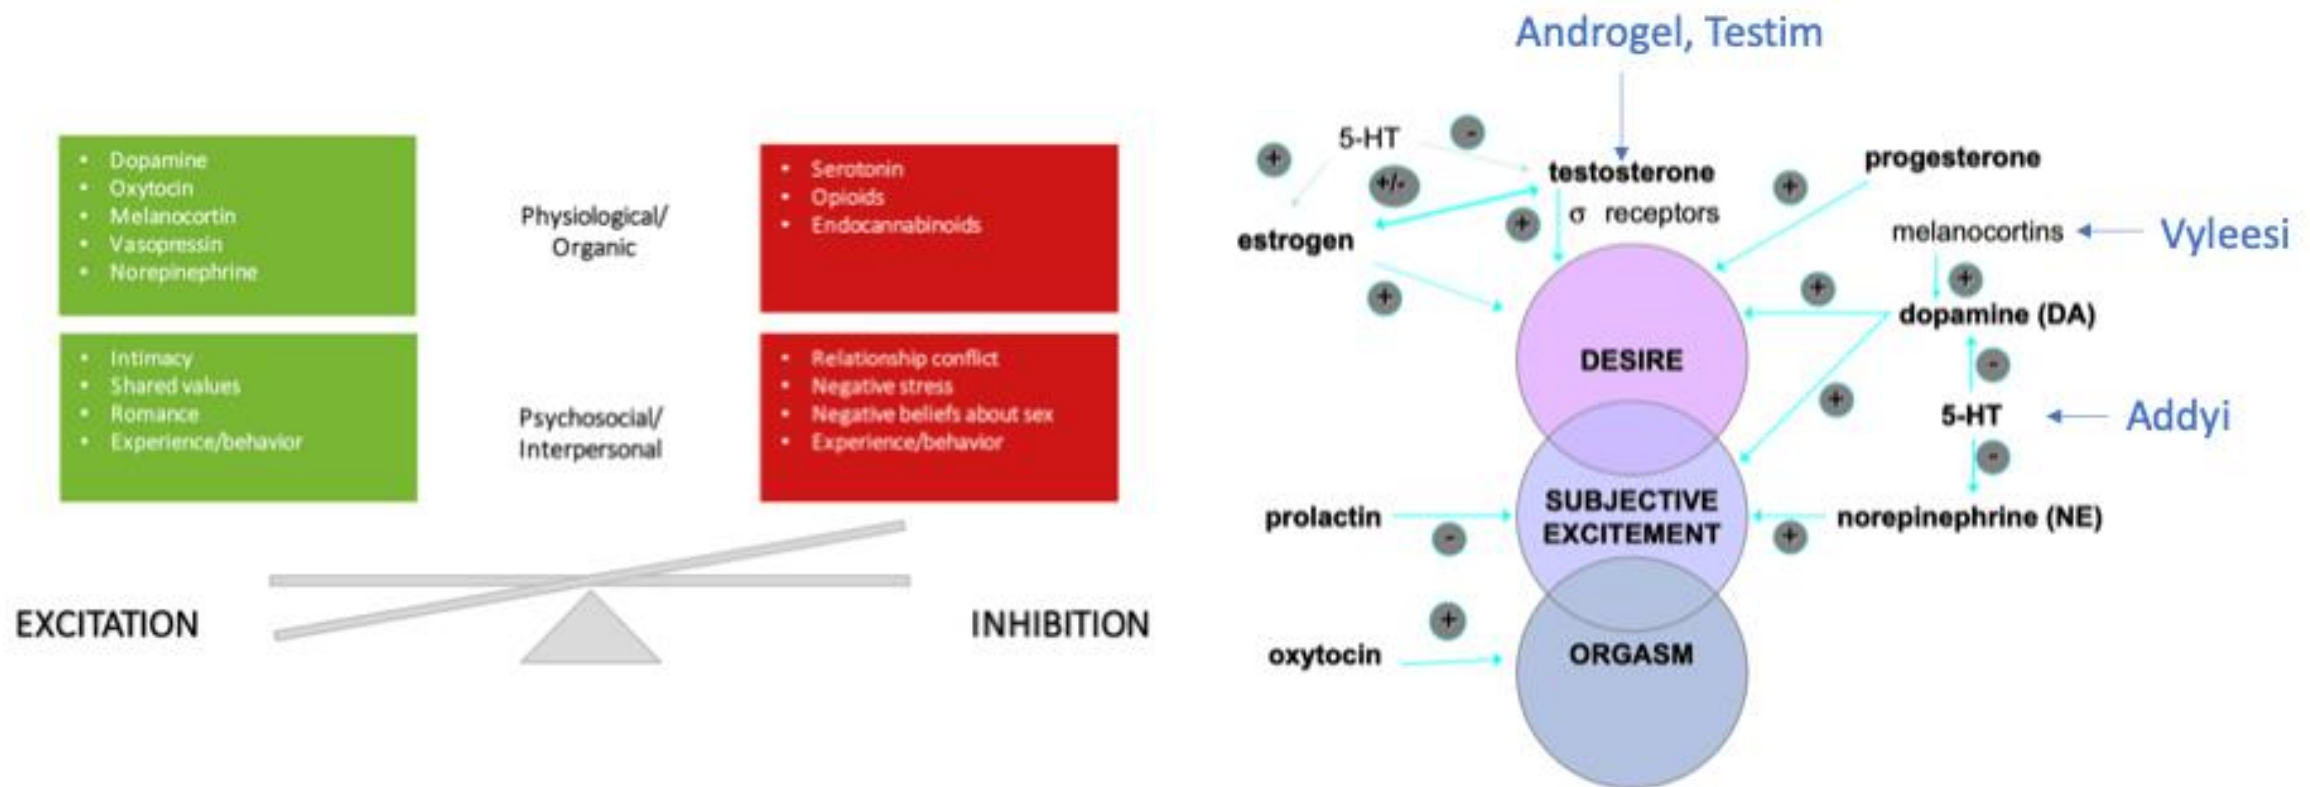 • Dopamine
• Oxytocin
• Melanocortin
• Vasopressin
• Norepinephrine
Physiological/
Organic
• Serotonin
• Opioids
• Endocannabinoids
• Intimacy
• Shared values
• Romance
• Experience/behavior
Psychosocial/
Interpersonal
• Relationship conflict
• Negative stress
• Negative beliefs about sex
• Experience/behavior
EXCITATION
INHIBITION
Androgel, Testim
5-HT
-
+
+/-
testosterone
σ receptors
+
progesterone
+
estrogen
+
melanocortins
Vyleesi
+
+
dopamine (DA)
DESIRE
-
+
5-HT
Addyi
-
prolactin
-
SUBJECTIVE
EXCITEMENT
norepinephrine (NE)
+
+
oxytocin
ORGASM